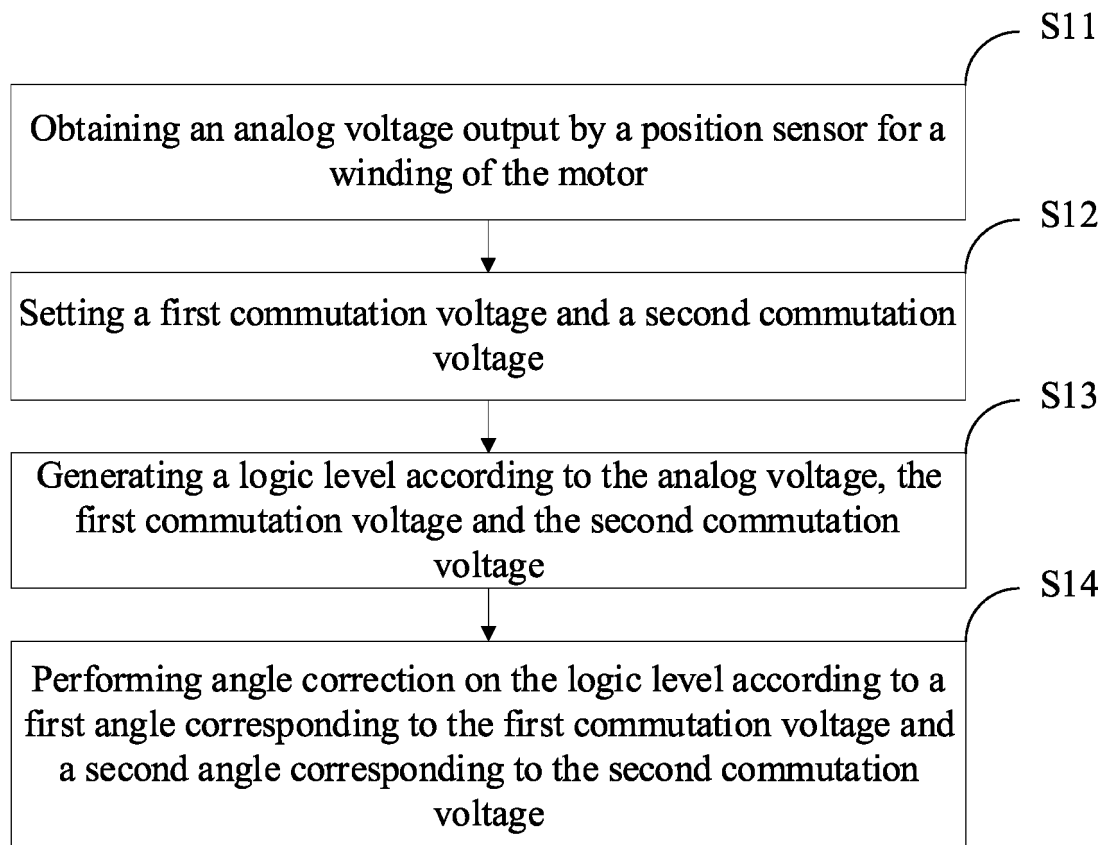 S11
Obtaining an analog voltage output by a position sensor for a
winding of the motor
S12
Setting a first commutation voltage and a second commutation
voltage
S13
Generating a logic level according to the analog voltage, the
first commutation voltage and the second commutation
voltage
S14
Performing angle correction on the logic level according to a
first angle corresponding to the first commutation voltage and
a second angle corresponding to the second commutation
voltage